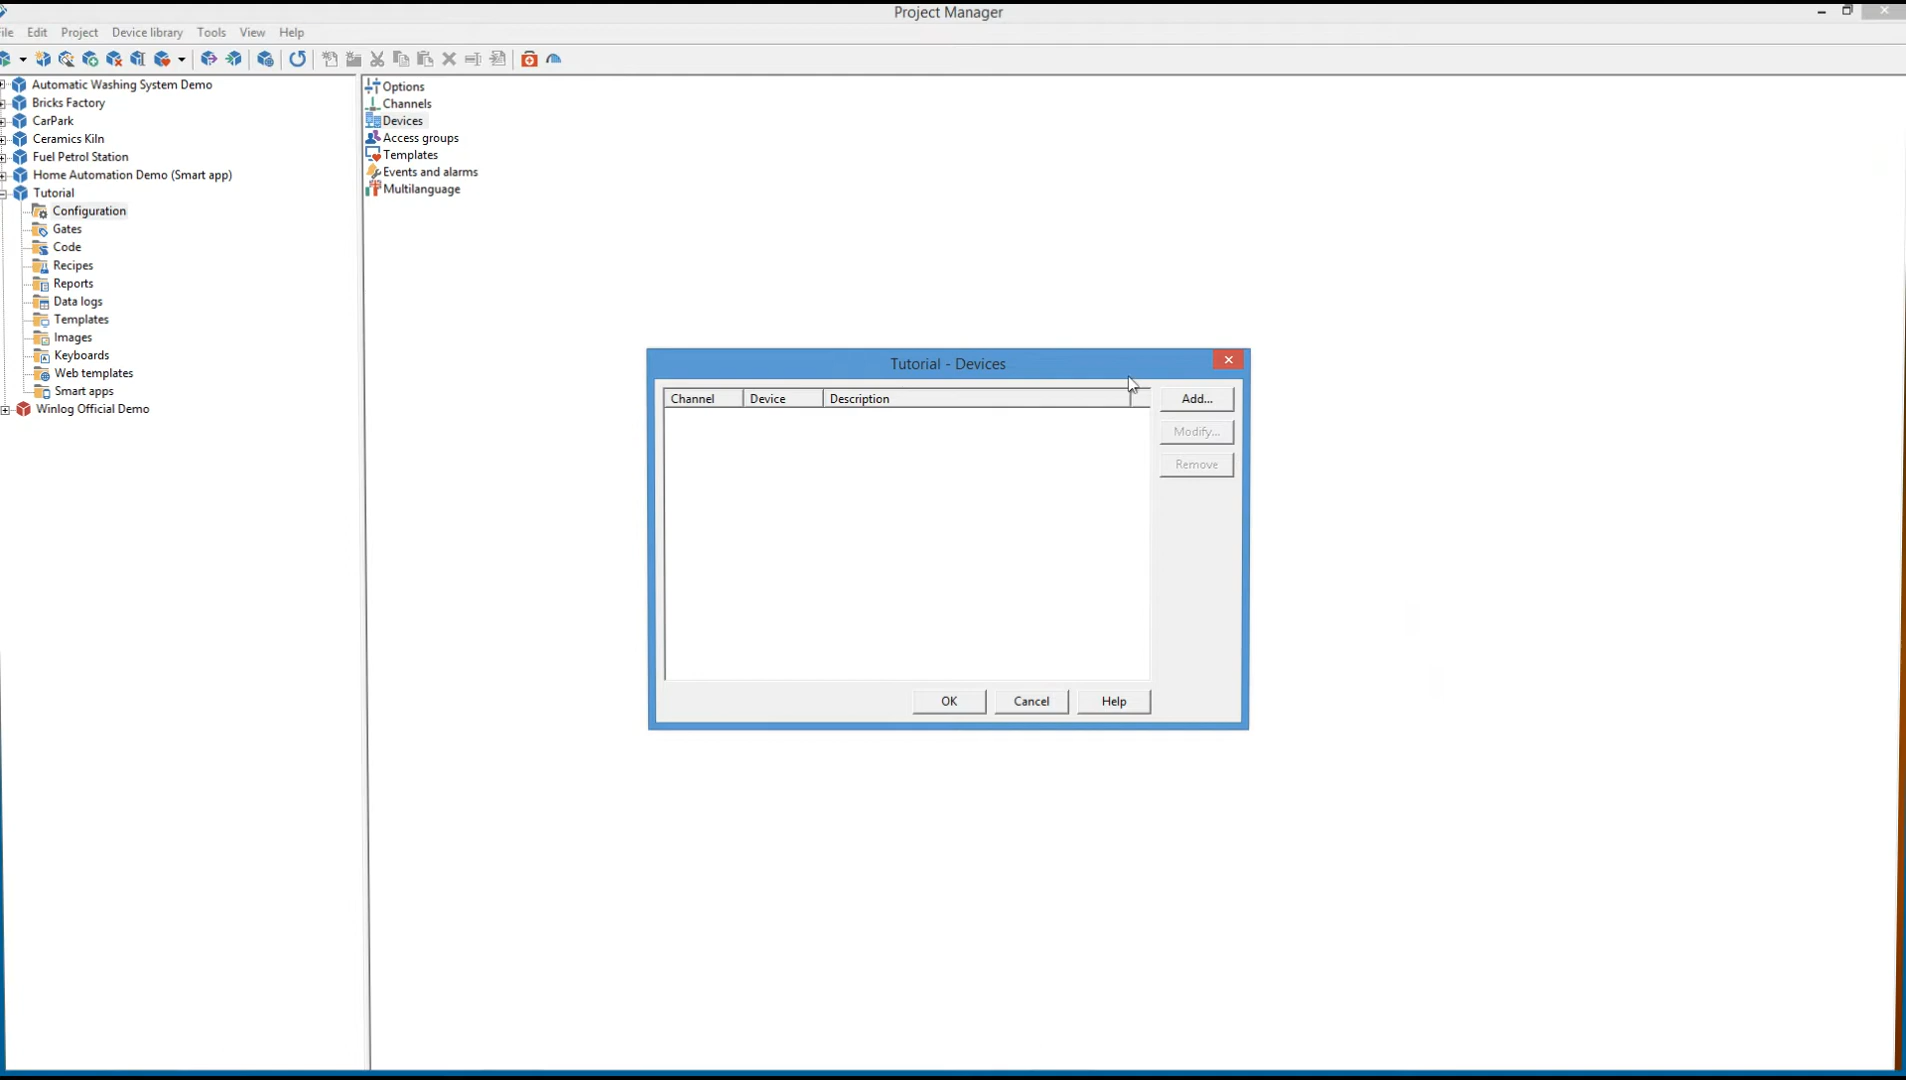 Project Manager
File Edit Project Device library Tools View Help
Automatic Washing System Demo
Bricks Factory
CarPark
Ceramics Kiln
Fuel Petrol Station
Home Automation Demo (Smart app)
Tutorial
Configuration
Gates
Code
Recipes
Reports
Data logs
Templates
Images
Keyboards
Web templates
Smart apps
Winlog Official Demo
Options
Channels
Devices
Access groups
Templates
Events and alarms
Multilanguage
Tutorial - Devices
Channel Device Description
Add...
Modify...
Remove
OK Cancel Help